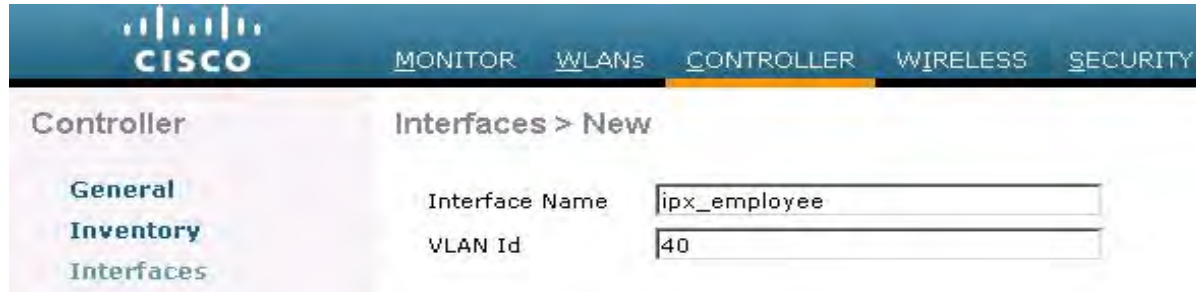 CISCO
MONITOR WLANs CONTROLLER WIRELESS SECURITY
Controller
Interfaces > New
General
Interface Name ipx_employee
Inventory
VLAN Id 40
Interfaces